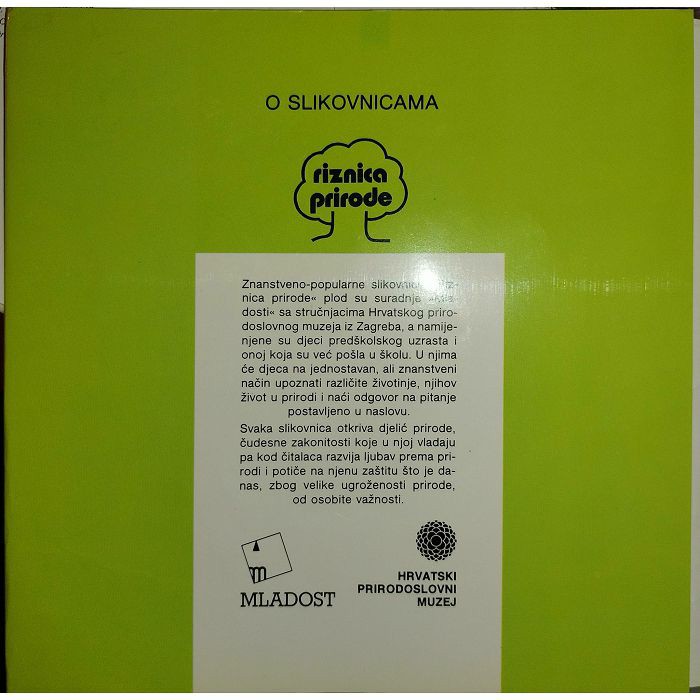 O SLIKOVNICAMA
riznica
prirode
Znanstveno-popularne
nica prirode« plod su suradnje
dosti« sa stručnjacima Hrvatskog priro-
doslovnog muzeja iz Zagreba, a namije-
njene su djeci predškolskog uzrasta i
onoj koja su već pošla u školu. U njima
će djeca na jednostavan, ali znanstveni
način upoznati različite životinje, njihov
život u prirodi i naći odgovor na pitanje
postavljeno u naslovu.
Svaka slikovnica otkriva djelić prirode,
čudesne zakonitosti koje u njoj vladaju
pa kod čitalaca razvija ljubav prema pri-
rodi i potiče na njenu zaštitu što je da-
nas, zbog velike ugroženosti prirode,
od osobite važnosti.
MLADOST
HRVATSKI
PRIRODOSLOVNI
MUZEJ